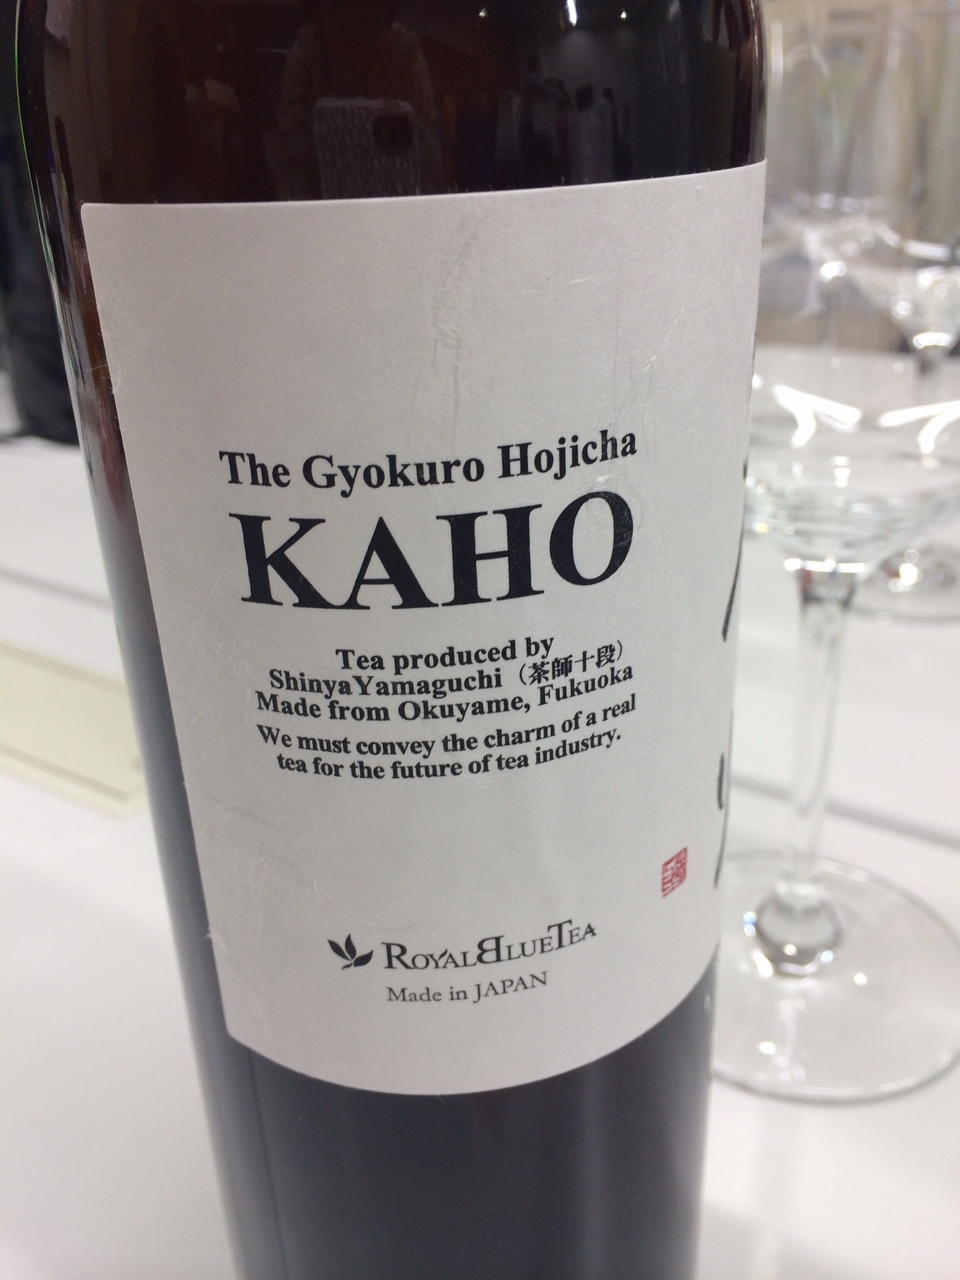 The Gyokuro Hojicha
KAHO
Tea produced by
ShinyaYamaguchi（茶師十段）
Made from Okuyame, Fukuoka
We must convey the charm of a real
tea for the future of tea industry.
ROYALBLUETEA
Made in JAPAN